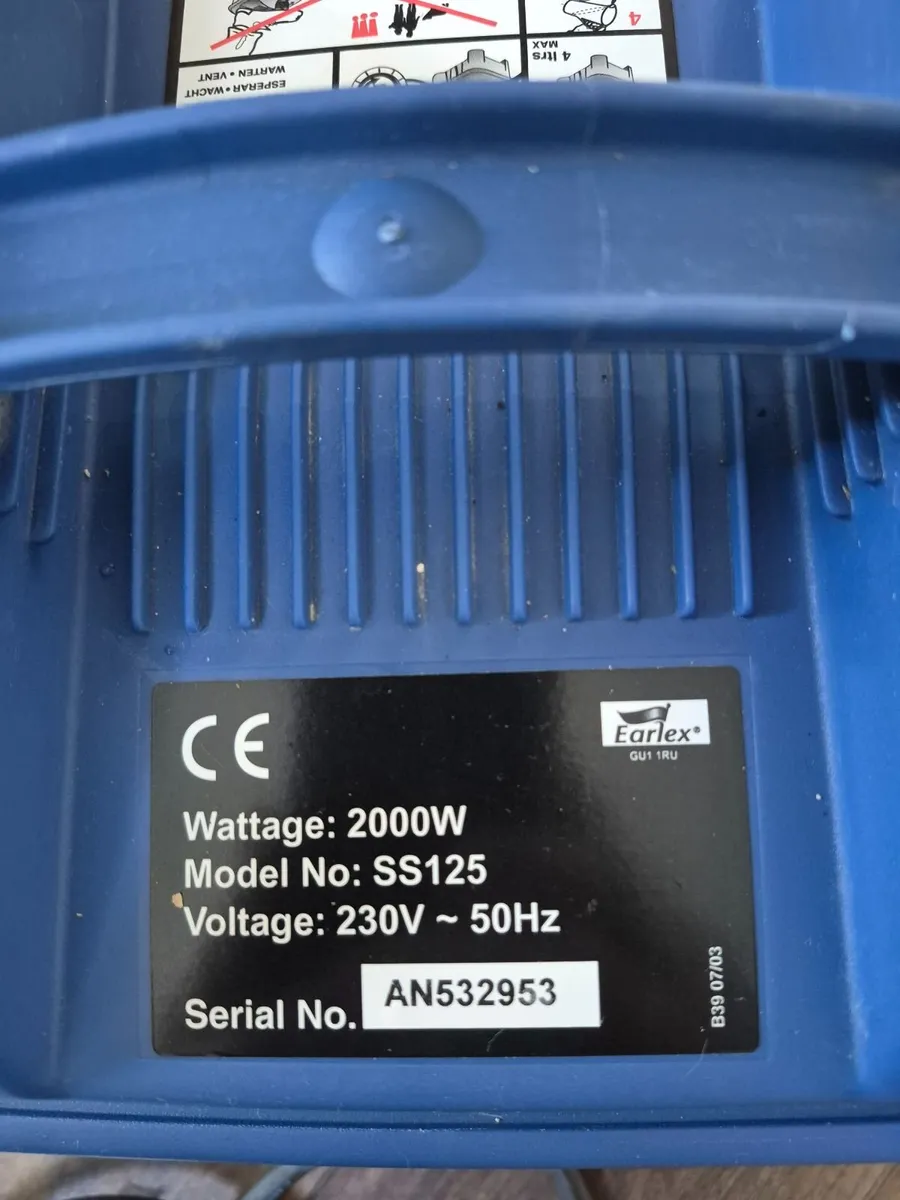 4
4 ltrs
MAX
ESPERAR • WACHT
WARTEN • VENT
CE
Earlex®
GU1 1RU
Wattage: 2000W
Model No: SS125
Voltage: 230V ~ 50Hz
Serial No. AN532953
B39 07/03